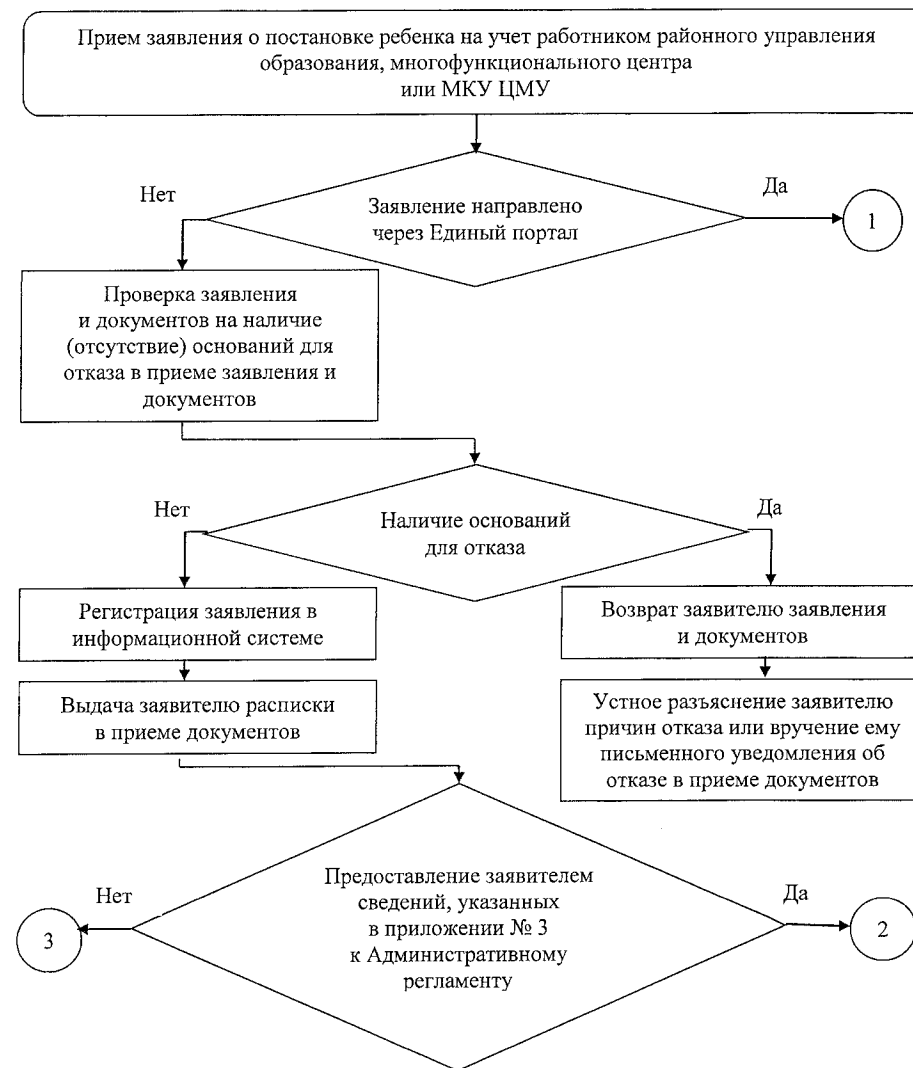 Прием заявления о постановке ребенка на учет работником районного управления
образования, многофункционального центра
или МКУ ЦМУ
Нет
Да
Заявление направлено
через Единый портал
1
Проверка заявления
и документов на наличие
(отсутствие) оснований для
отказа в приеме заявления и
документов
Нет
Да
Наличие оснований
для отказа
Регистрация заявления в
информационной системе
Возврат заявителю заявления
и документов
Выдача заявителю расписки
в приеме документов
Устное разъяснение заявителю
причин отказа или вручение ему
письменного уведомления об
отказе в приеме документов
Нет
Да
Предоставление заявителем
сведений, указанных
в приложении № 3
к Административному
регламенту
3
2